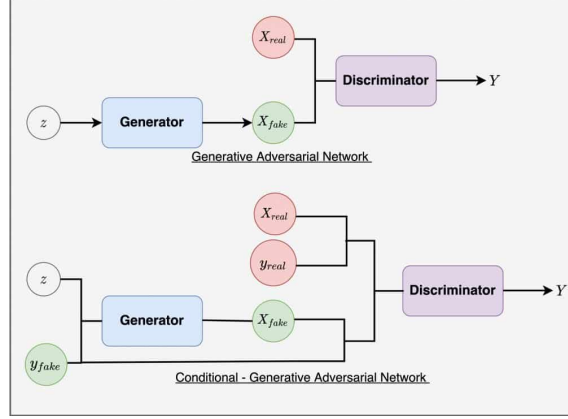 X_real
Discriminator
Y
z
Generator
X_fake
Generative Adversarial Network
X_real
y_real
z
Discriminator
Y
Generator
X_fake
y_fake
Conditional - Generative Adversarial Network